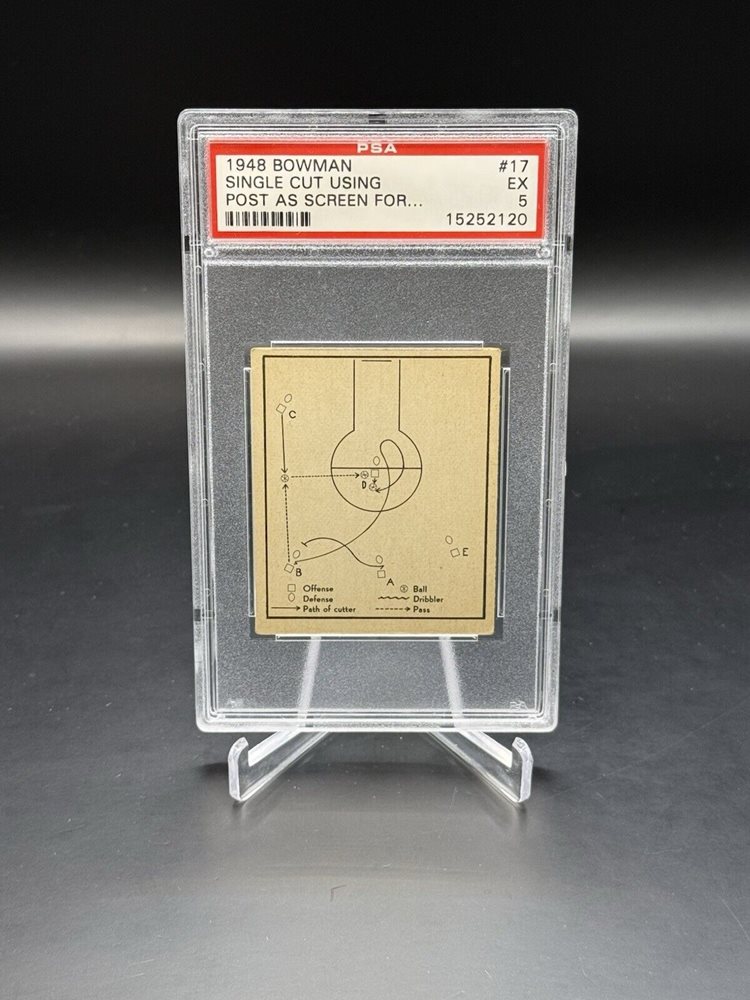 PSA
1948 BOWMAN #17
SINGLE CUT USING EX
POST AS SCREEN FOR... 5
15252120
C
D
B
A
E
Offense Ball
Defense Dribbler
Path of cutter Pass